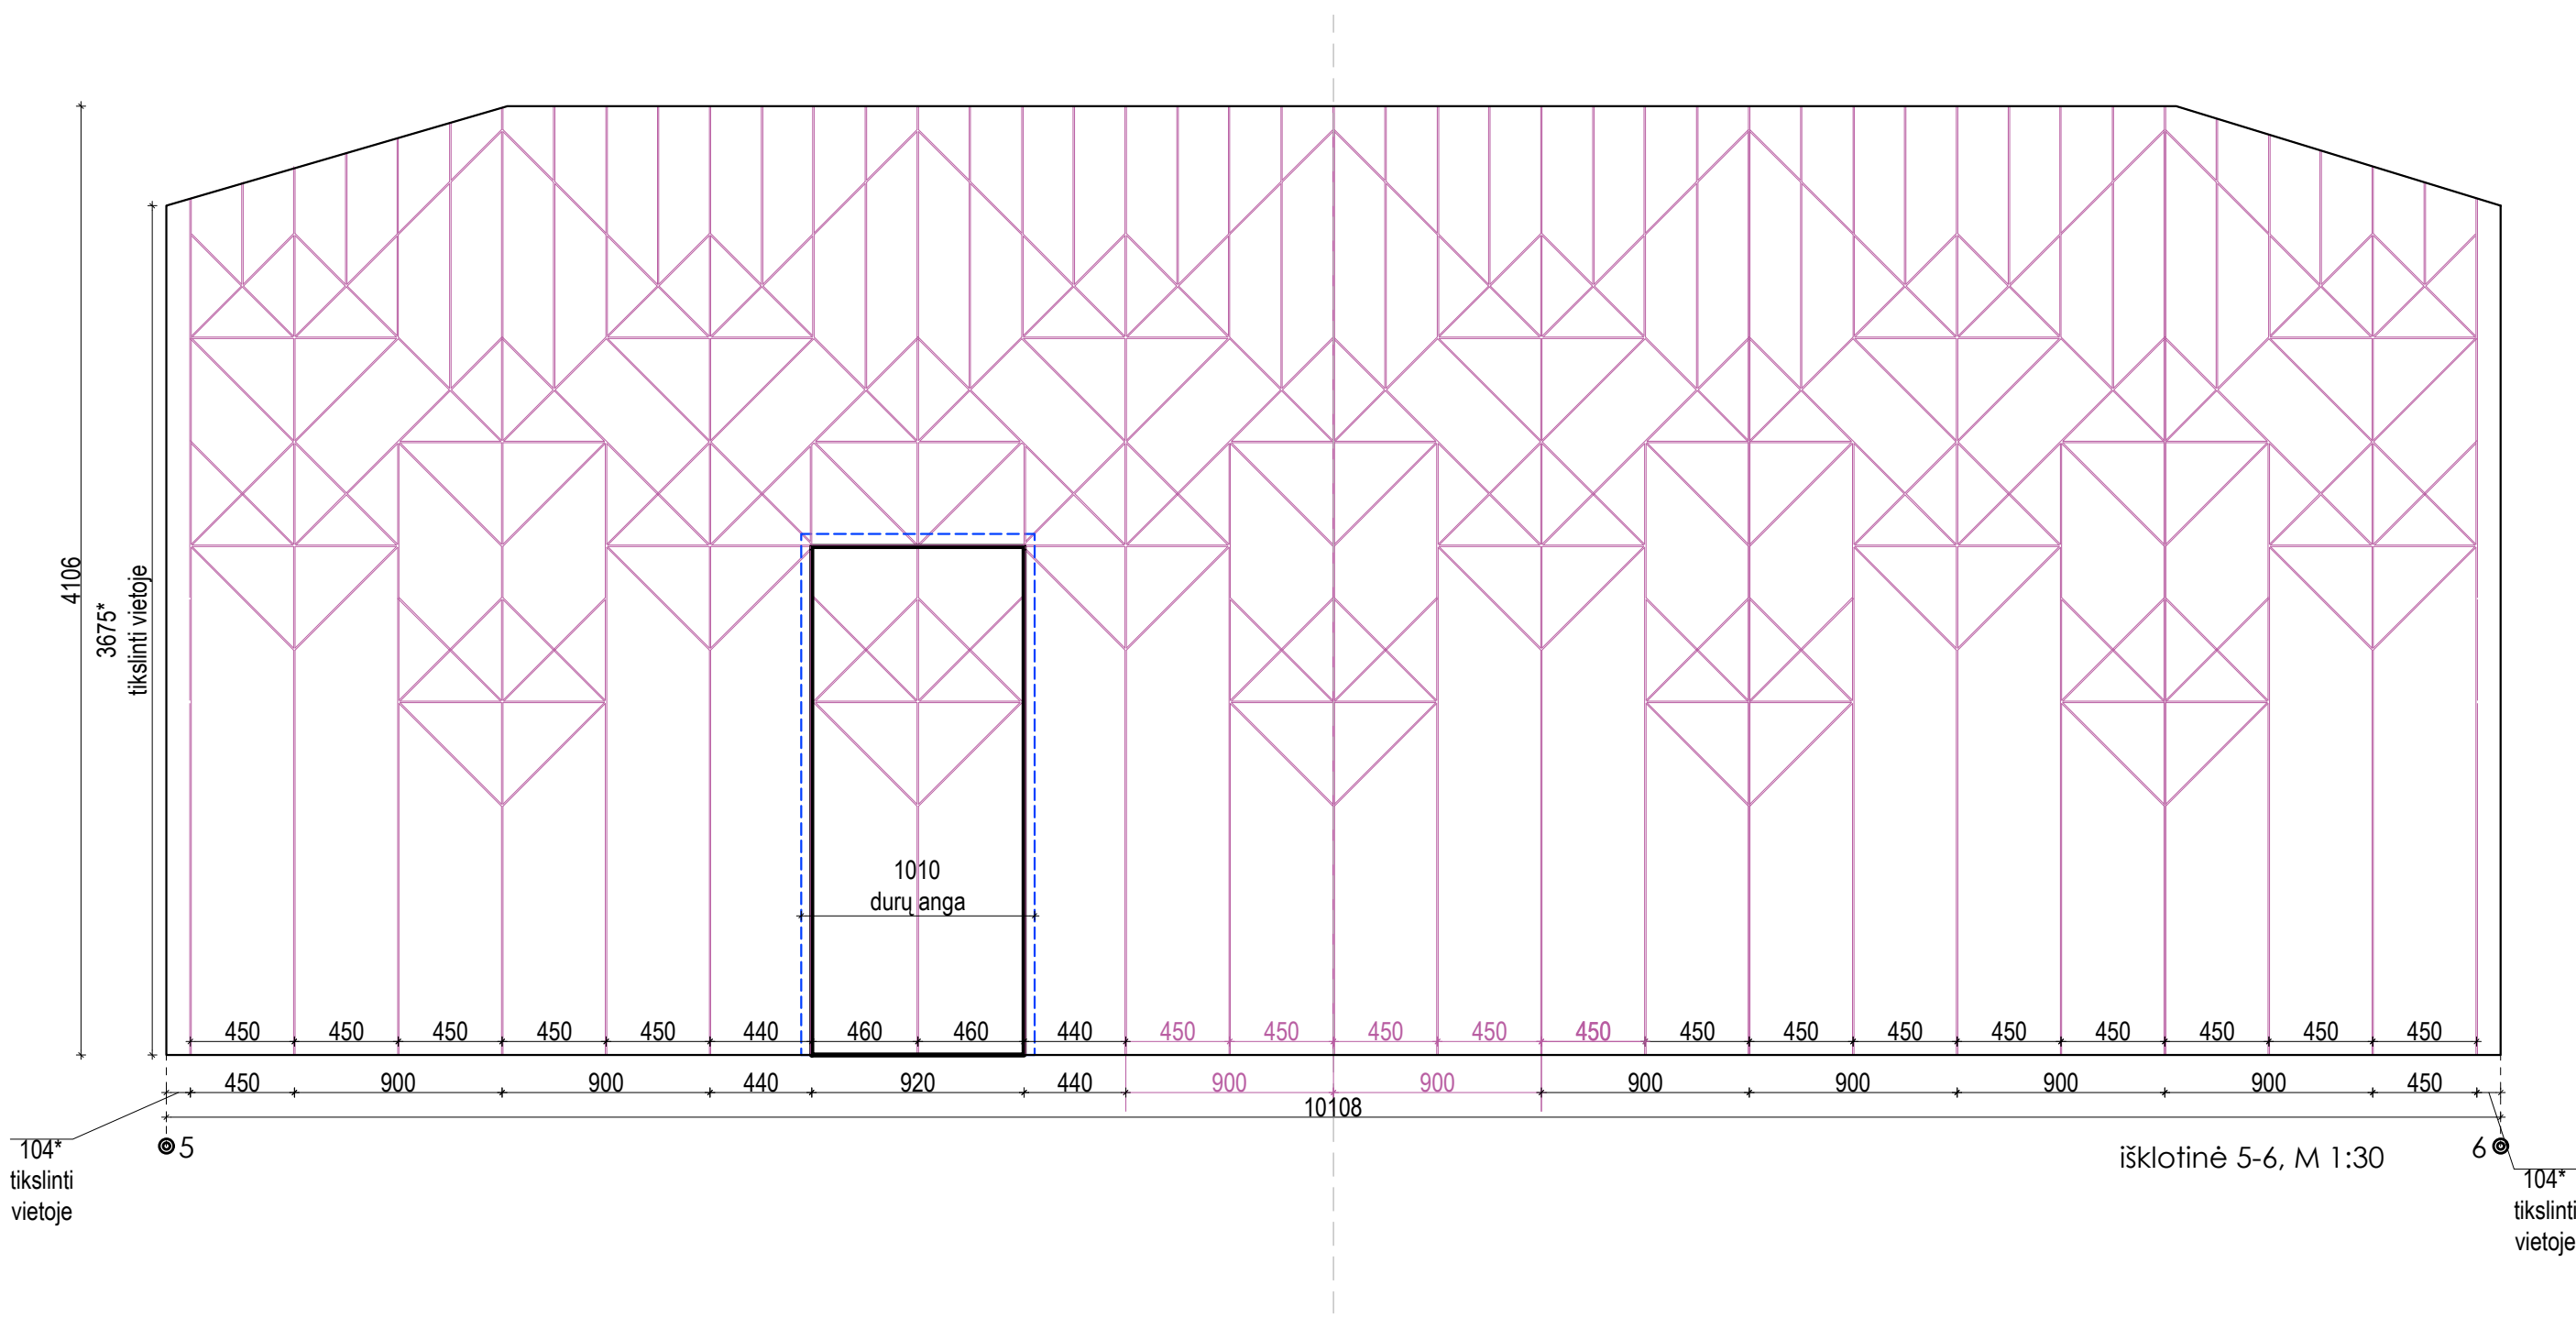 4106
3675*
tikslinti vietoje
1010
durų anga
450 450 450 450 450 440 460 460 440 450 450 450 450 450 450 450 450 450 450 450 450 450
450 900 900 440 920 440 900 900 900 900 900 900 450
10108
104*
tikslinti
vietoje
5
išklotinė 5-6, M 1:30
6
104*
tikslinti
vietoje